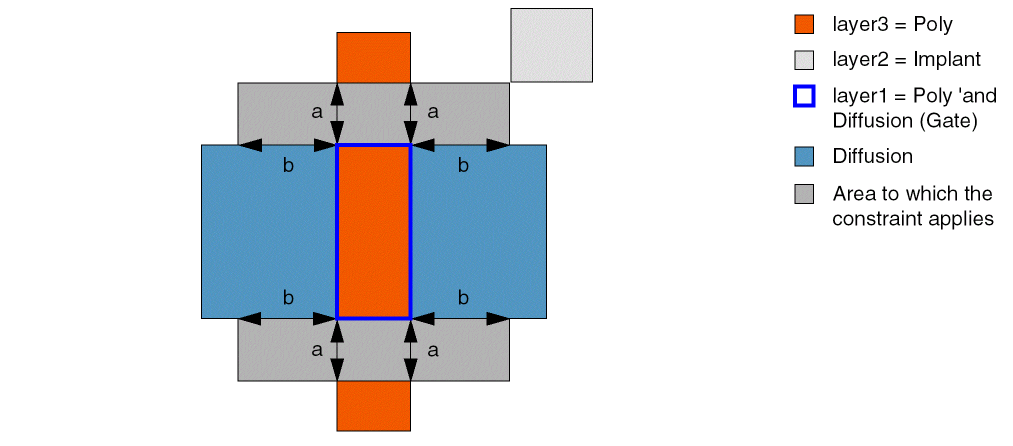 layer3 = Poly
layer2 = Implant
layer1 = Poly 'and
Diffusion (Gate)
Diffusion
Area to which the
constraint applies
a
a
b
b
b
b
a
a